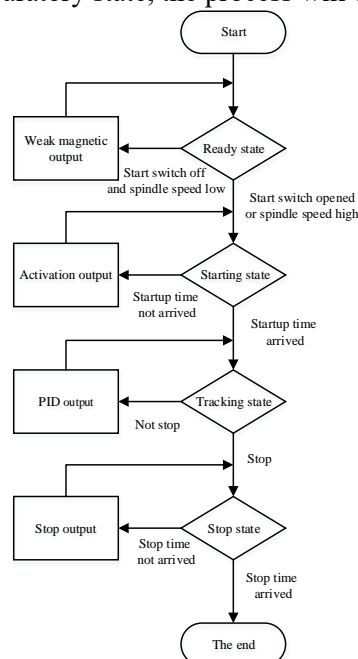 Start
Weak magnetic
output
Ready state
Start switch off
and spindle speed low
Start switch opened
or spindle speed high
Activation output
Starting state
Startup time
not arrived
Startup time
arrived
PID output
Tracking state
Not stop
Stop
Stop output
Stop state
Stop time
not arrived
Stop time
arrived
The end